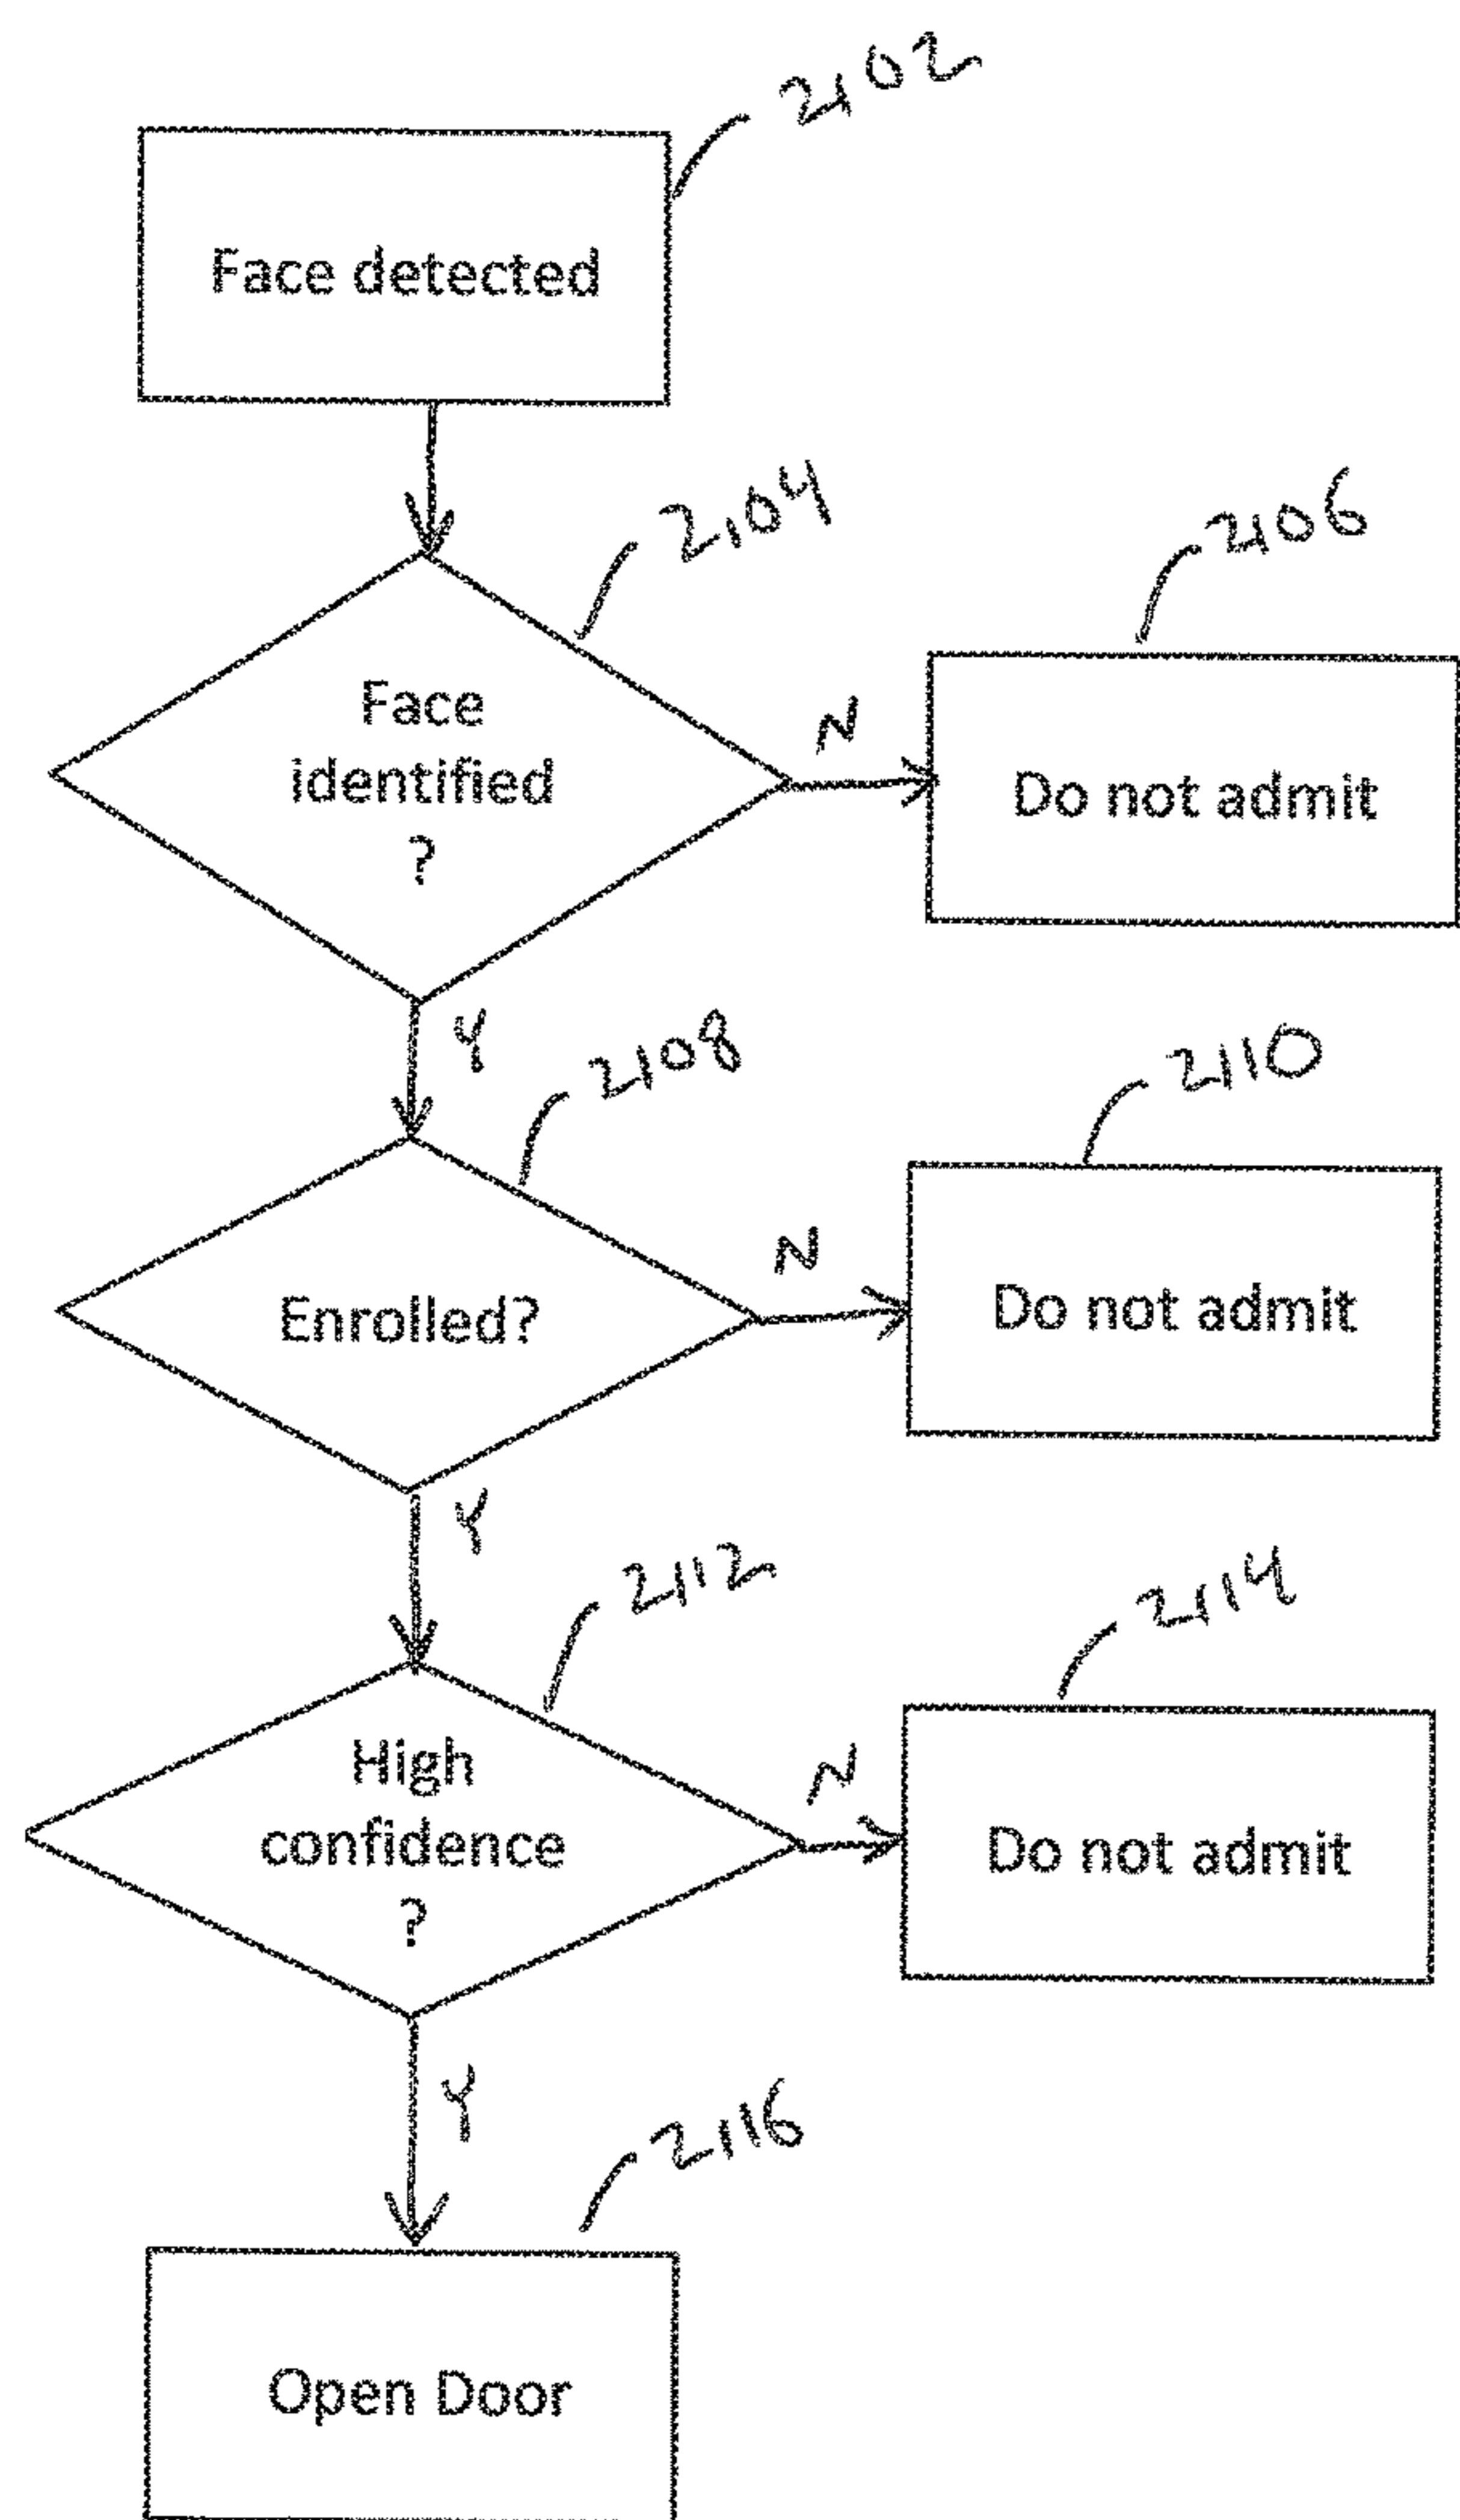 2102
Face detected
2104
2106
Face
identified
?
N
Do not admit
Y
2108
2110
Enrolled?
N
Do not admit
Y
2112
2114
High
confidence
?
N
Do not admit
Y
2116
Open Door